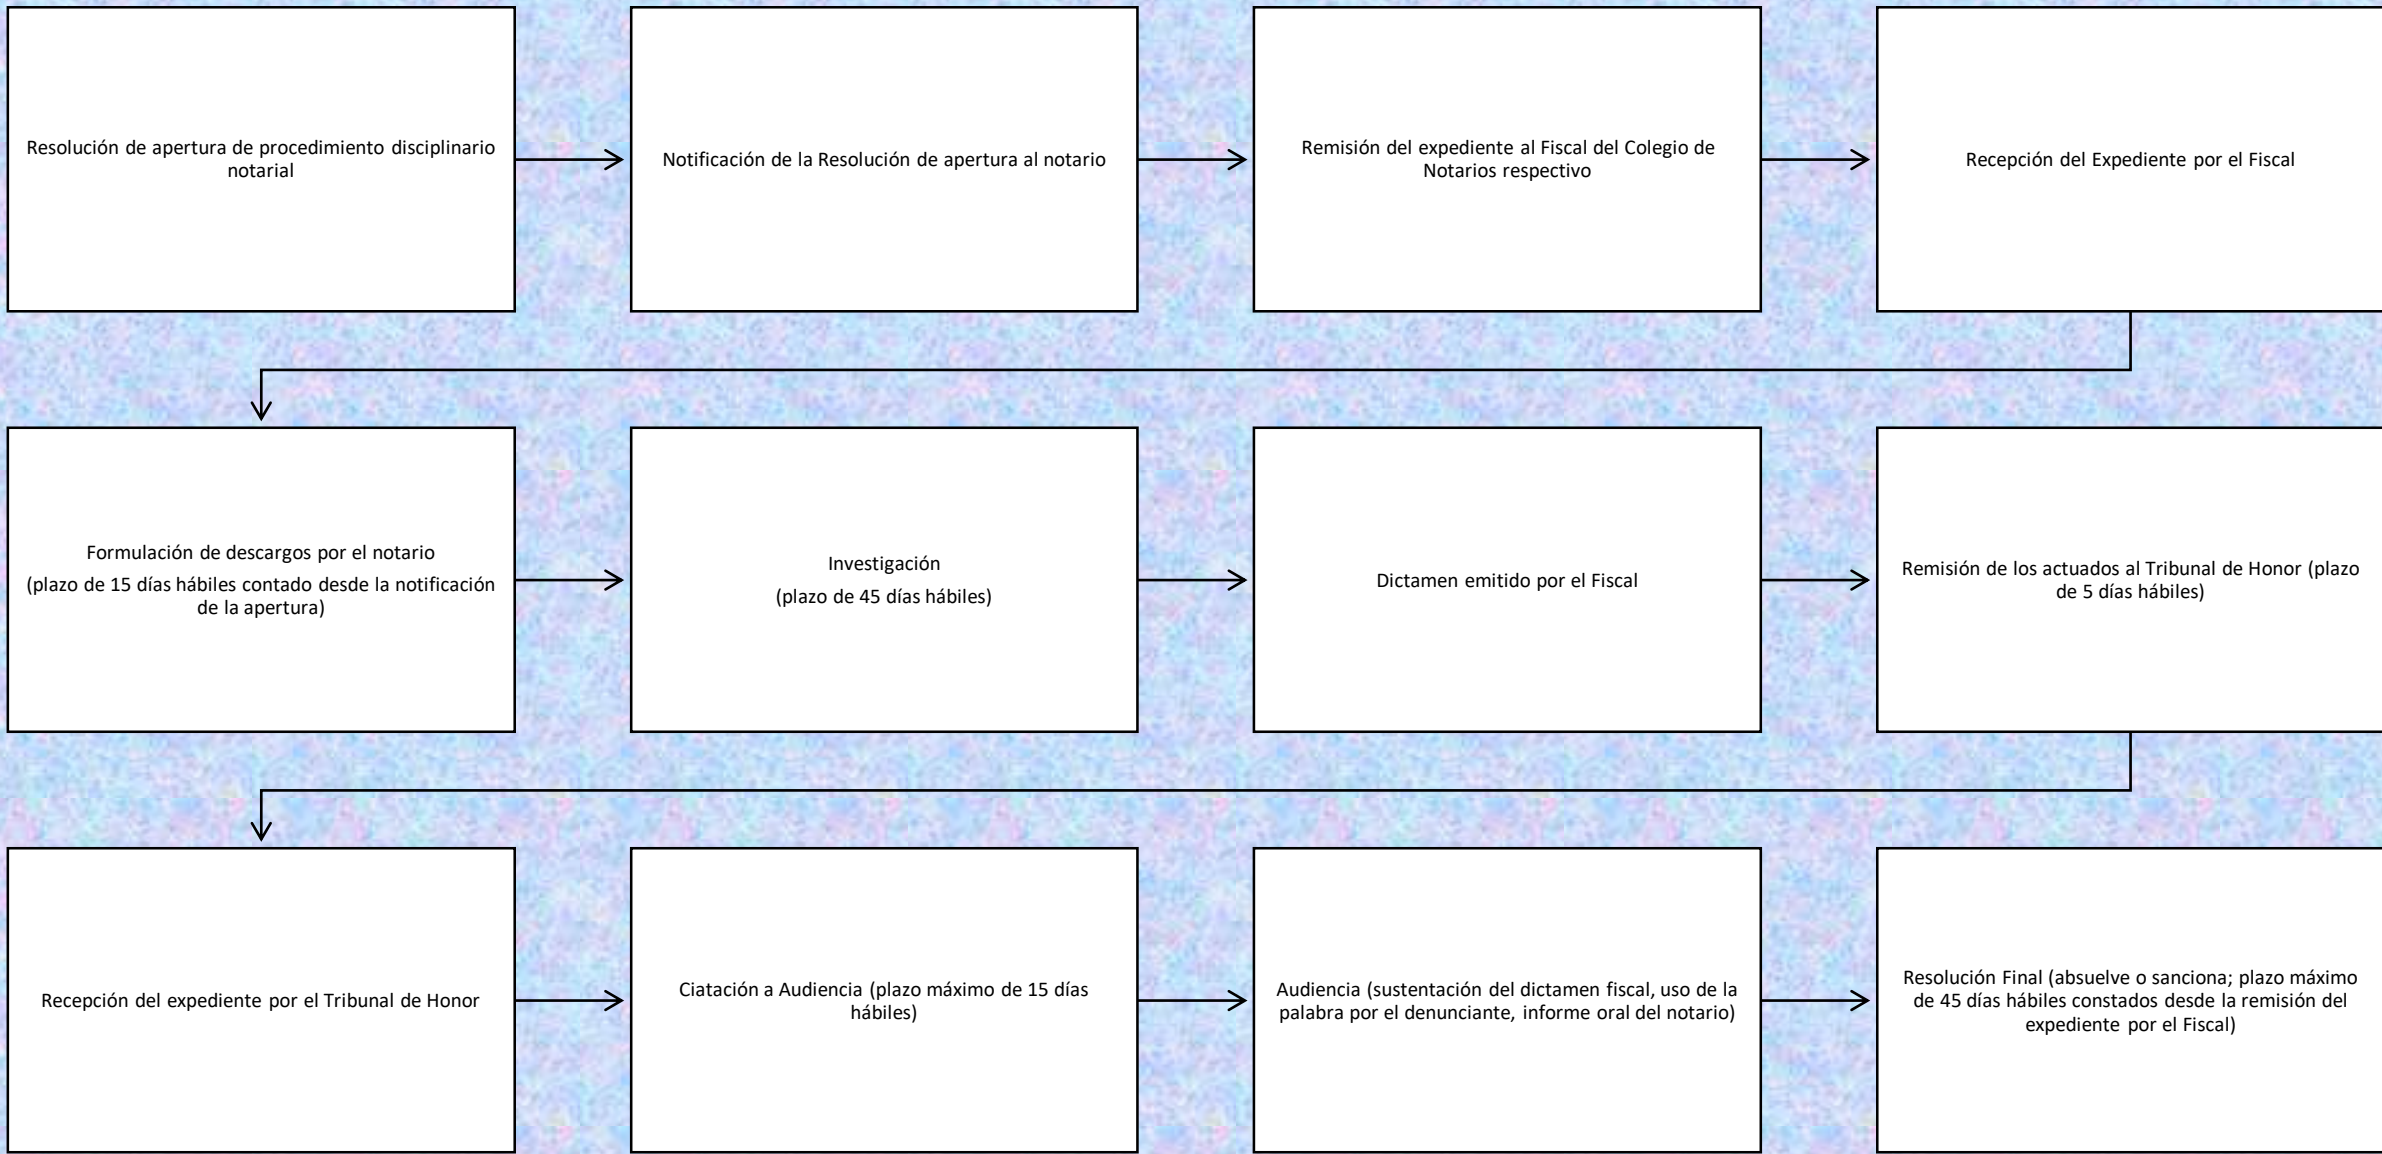 Resolución de apertura de procedimiento disciplinario
notarial
Notificación de la Resolución de apertura al notario
Remisión del expediente al Fiscal del Colegio de
Notarios respectivo
Recepción del Expediente por el Fiscal
Formulación de descargos por el notario
(plazo de 15 días hábiles contado desde la notificación
de la apertura)
Investigación
(plazo de 45 días hábiles)
Dictamen emitido por el Fiscal
Remisión de los actuados al Tribunal de Honor (plazo
de 5 días hábiles)
Recepción del expediente por el Tribunal de Honor
Ciatación a Audiencia (plazo máximo de 15 días
hábiles)
Audiencia (sustentación del dictamen fiscal, uso de la
palabra por el denunciante, informe oral del notario)
Resolución Final (absuelve o sanciona; plazo máximo
de 45 días hábiles constados desde la remisión del
expediente por el Fiscal)